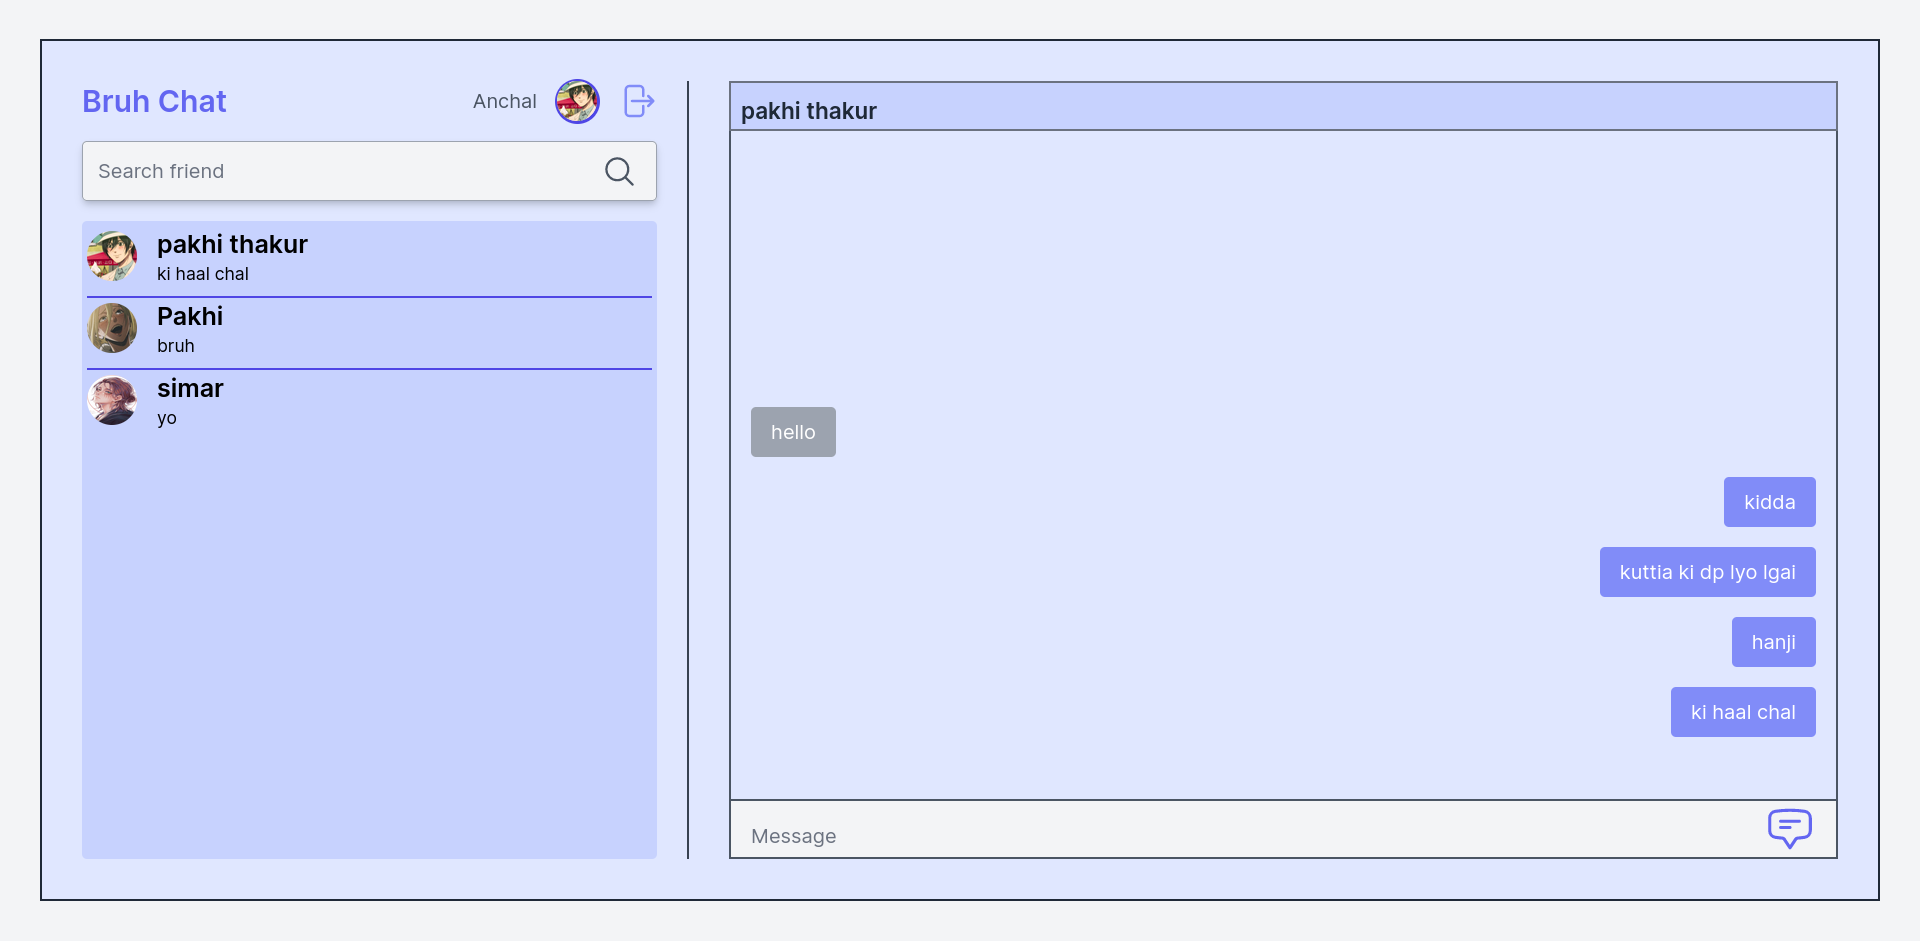 Bruh Chat
Anchal
Search friend
pakhi thakur
ki haal chal
Pakhi
bruh
simar
yo
pakhi thakur
hello
kidda
kuttia ki dp lyo lgai
hanji
ki haal chal
Message